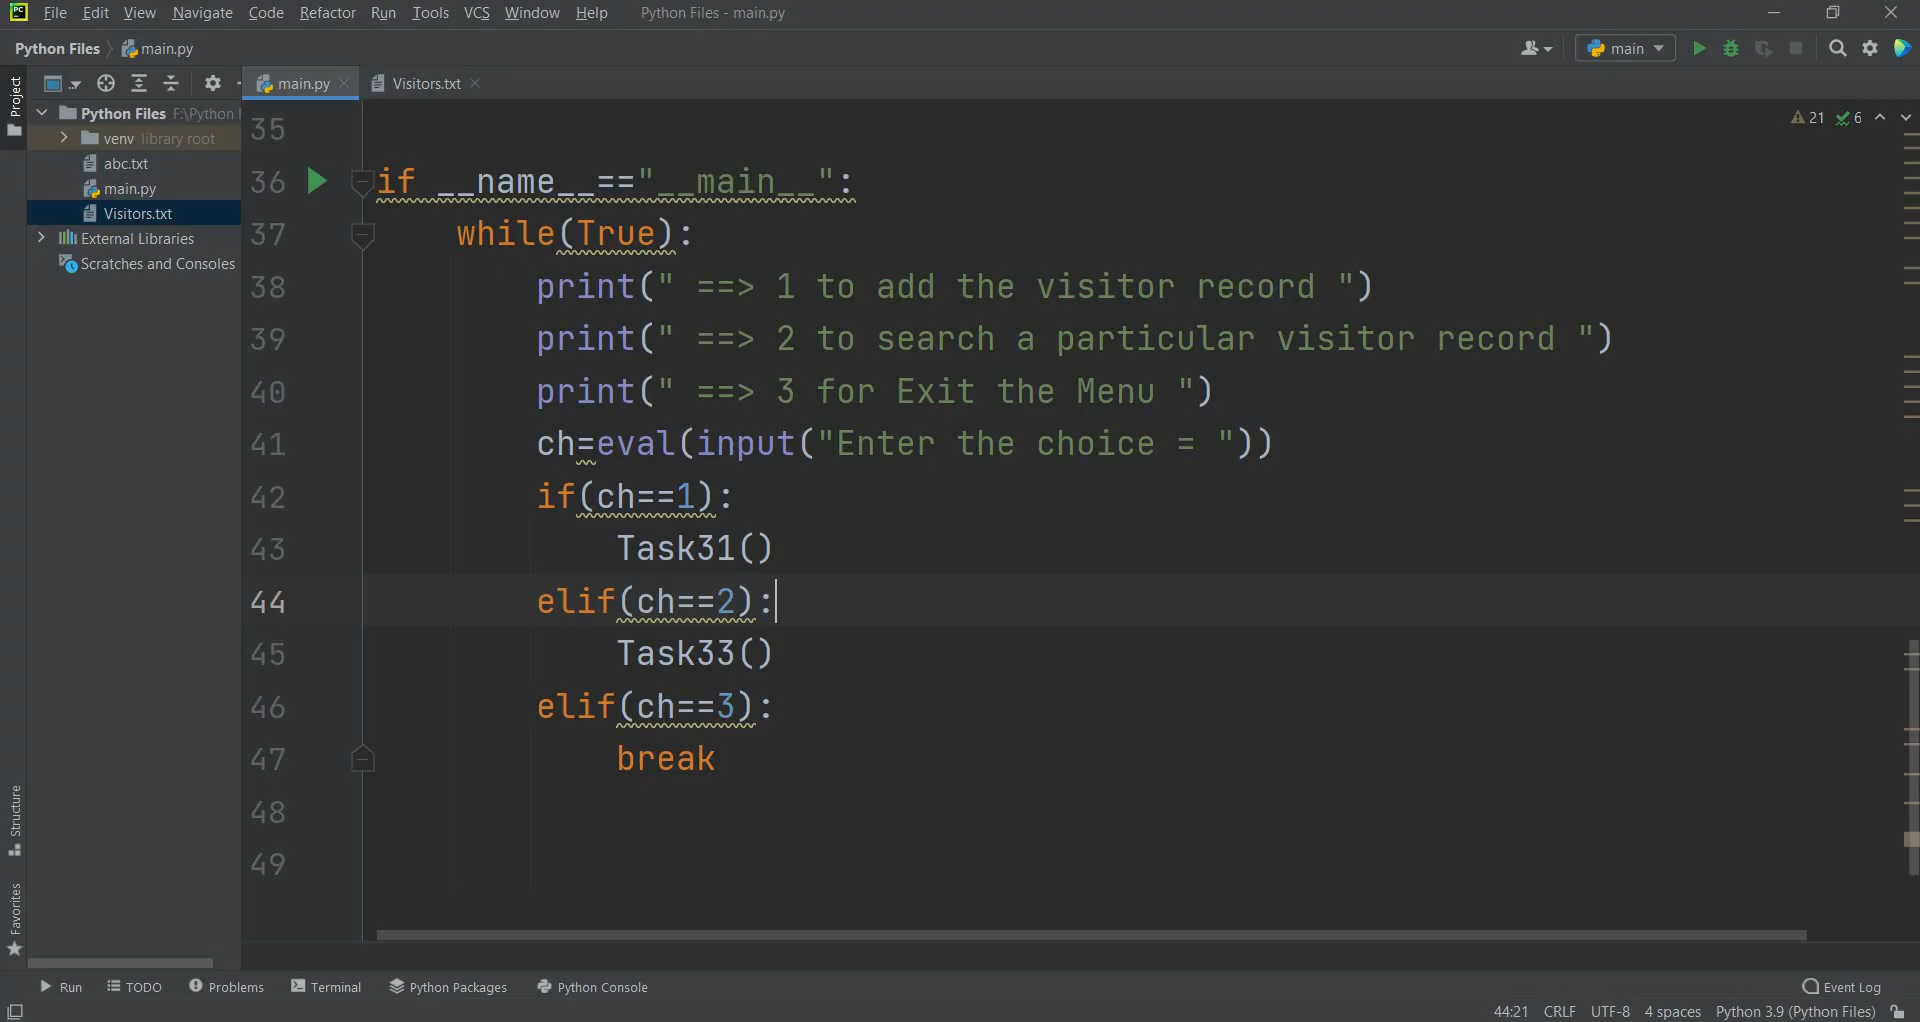 PC File Edit View Navigate Code Refactor Run Tools VCS Window Help Python Files - main.py
Python Files main.py main
Project main.py Visitors.txt
Python Files F:\Python
venv library root
abc.txt
main.py
Visitors.txt
External Libraries
Scratches and Consoles
21 6
35
36 if __name__=="__main__":
37 while(True):
38 print(" ==> 1 to add the visitor record ")
39 print(" ==> 2 to search a particular visitor record ")
40 print(" ==> 3 for Exit the Menu ")
41 ch=eval(input("Enter the choice = "))
42 if(ch==1):
43 Task31()
44 elif(ch==2):
45 Task33()
46 elif(ch==3):
47 break
48
49
Structure
Favorites
Run TODO Problems Terminal Python Packages Python Console Event Log
44:21 CRLF UTF-8 4 spaces Python 3.9 (Python Files)